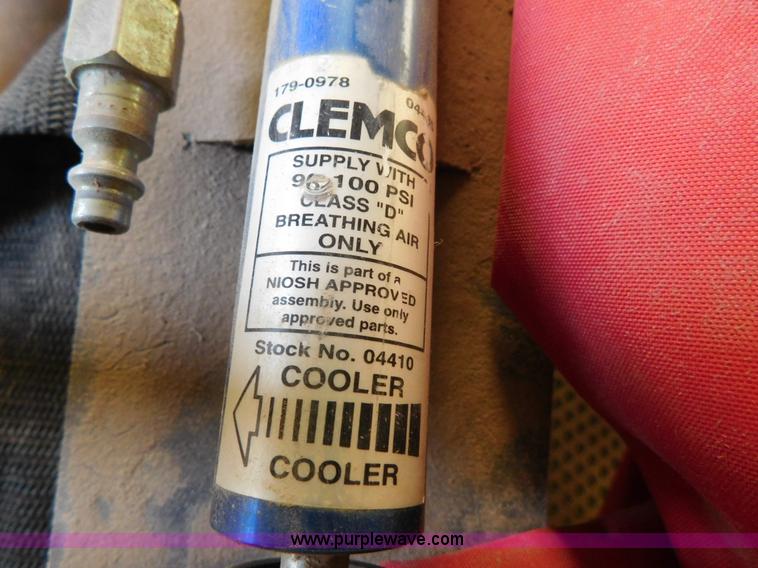 179-0978
CLEMCO
SUPPLY WITH
100 PSI
CLASS "D"
BREATHING AIR
ONLY
This is part of a
NIOSH APPROVED
assembly. Use only
approved parts.
Stock No. 04410
COOLER
COOLER
www.purplewave.com